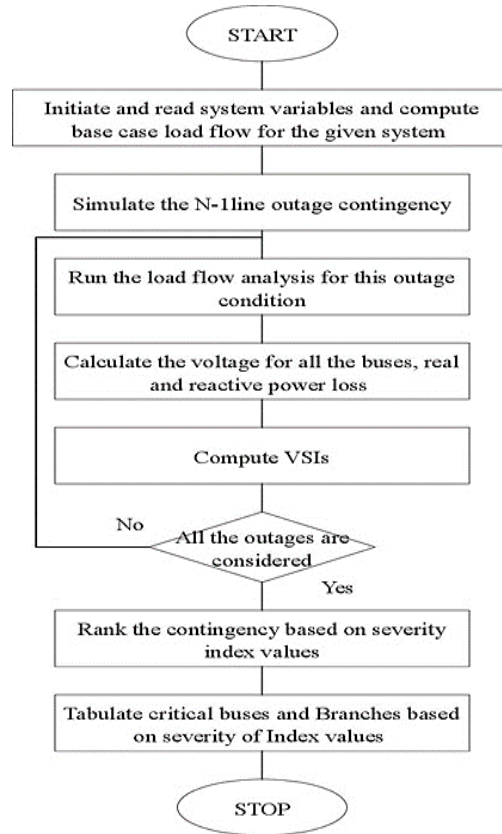 START
Initiate and read system variables and compute
base case load flow for the given system
Simulate the N-1line outage contingency
Run the load flow analysis for this outage
condition
Calculate the voltage for all the buses, real
and reactive power loss
Compute VSIs
No
All the outages are
considered
Yes
Rank the contingency based on severity
index values
Tabulate critical buses and Branches based
on severity of Index values
STOP